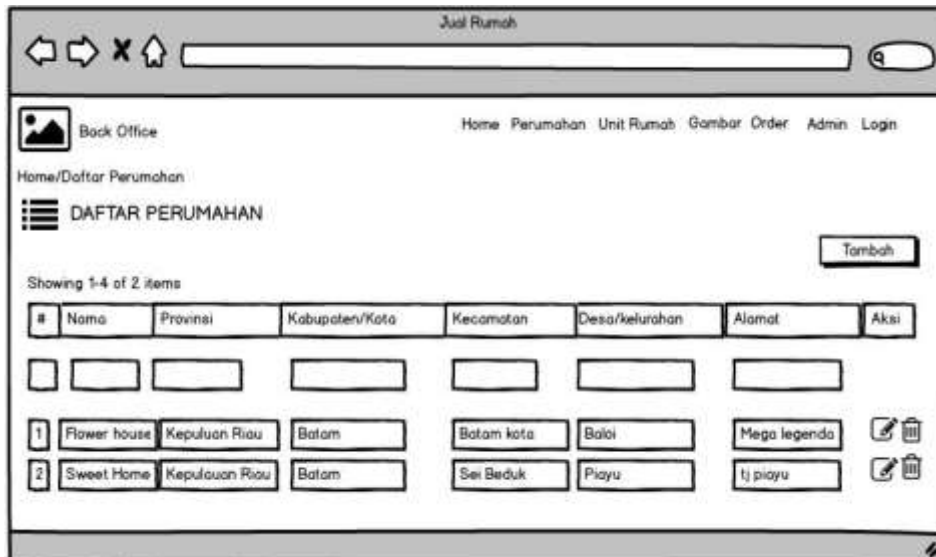 Jual Rumah
Back Office
Home Perumahan Unit Rumah Gambar Order Admin Login
Home/Daftar Perumahan
DAFTAR PERUMAHAN
Tambah
Showing 1-4 of 2 items
# Nama Provinsi Kabupaten/Kota Kecamatan Desa/kelurahan Alamat Aksi
1 Flower house Kepuluan Riau Batam Batam kota Baloi Mega legenda
2 Sweet Home Kepulauan Riau Batam Sei Beduk Piayu tj piayu